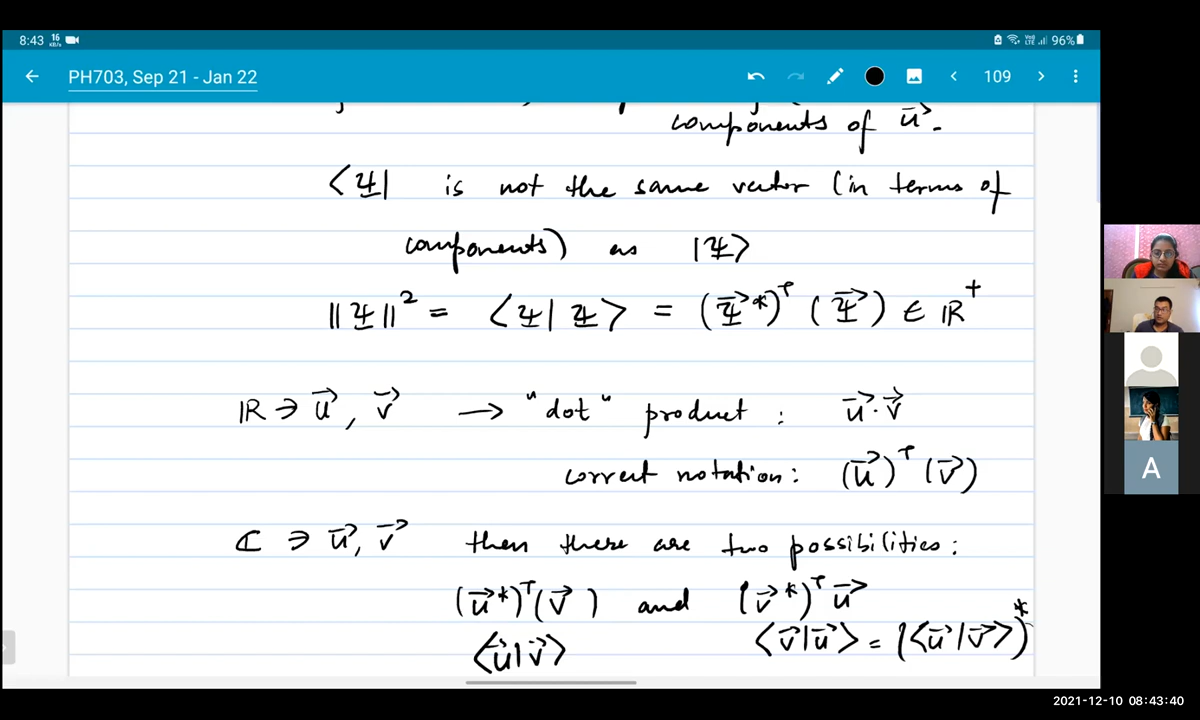 8:43 16 KB/s 96%
PH703, Sep 21 - Jan 22 109
components of u⃗.
⟨Ψ| is not the same vector (in terms of
components) as |Ψ⟩
||Ψ||² = ⟨Ψ|Ψ⟩ = (Ψ⃗*)ᵀ (Ψ⃗) ∈ ℝ⁺
ℝ ∋ u⃗, v⃗ → "dot" product : u⃗·v⃗
correct notation: (u⃗)ᵀ (v⃗)
ℂ ∋ u⃗, v⃗ then there are two possibilities:
(u⃗*)ᵀ(v⃗) and (v⃗*)ᵀ u⃗
⟨u⃗|v⃗⟩ ⟨v⃗|u⃗⟩ = (⟨u⃗|v⃗⟩)*
A
2021-12-10 08:43:40